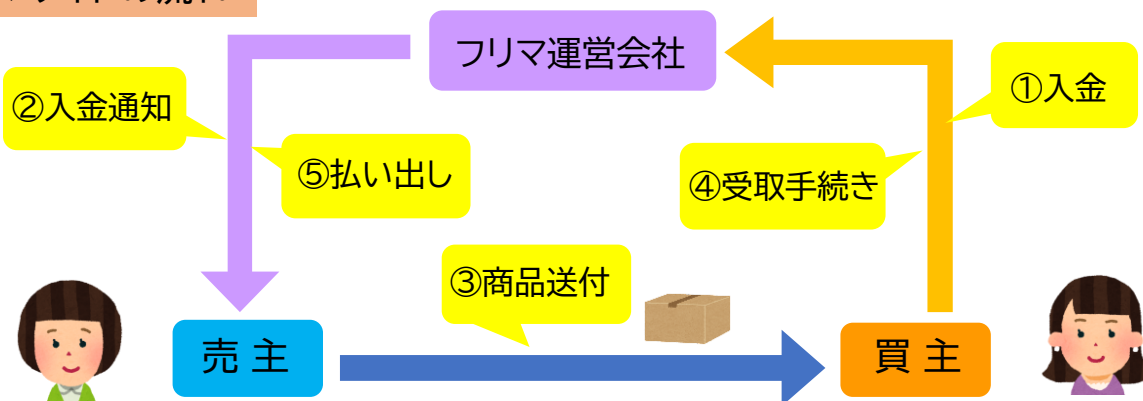 フリマ運営会社
①入金
②入金通知
⑤払い出し
④受取手続き
③商品送付
売 主
買 主